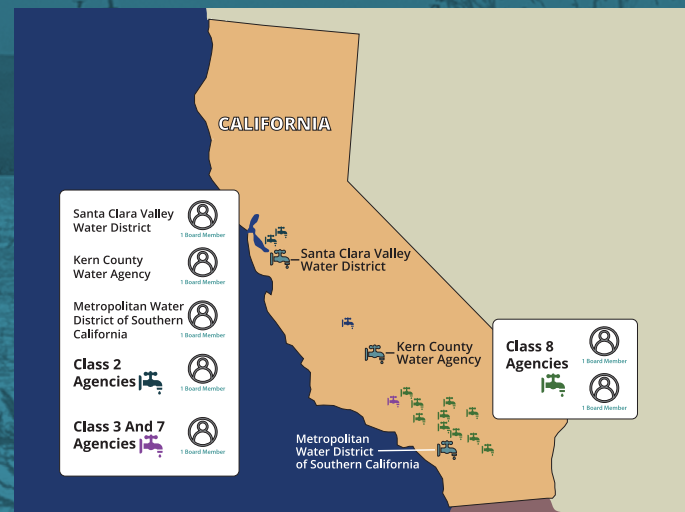 CALIFORNIA
Santa Clara Valley
Water District
1 Board Member
Kern County
Water Agency
1 Board Member
Metropolitan Water
District of Southern
California
1 Board Member
Class 2
Agencies
1 Board Member
Class 3 And 7
Agencies
1 Board Member
Santa Clara Valley
Water District
Kern County
Water Agency
Metropolitan
Water District
of Southern California
Class 8
Agencies
1 Board Member
1 Board Member